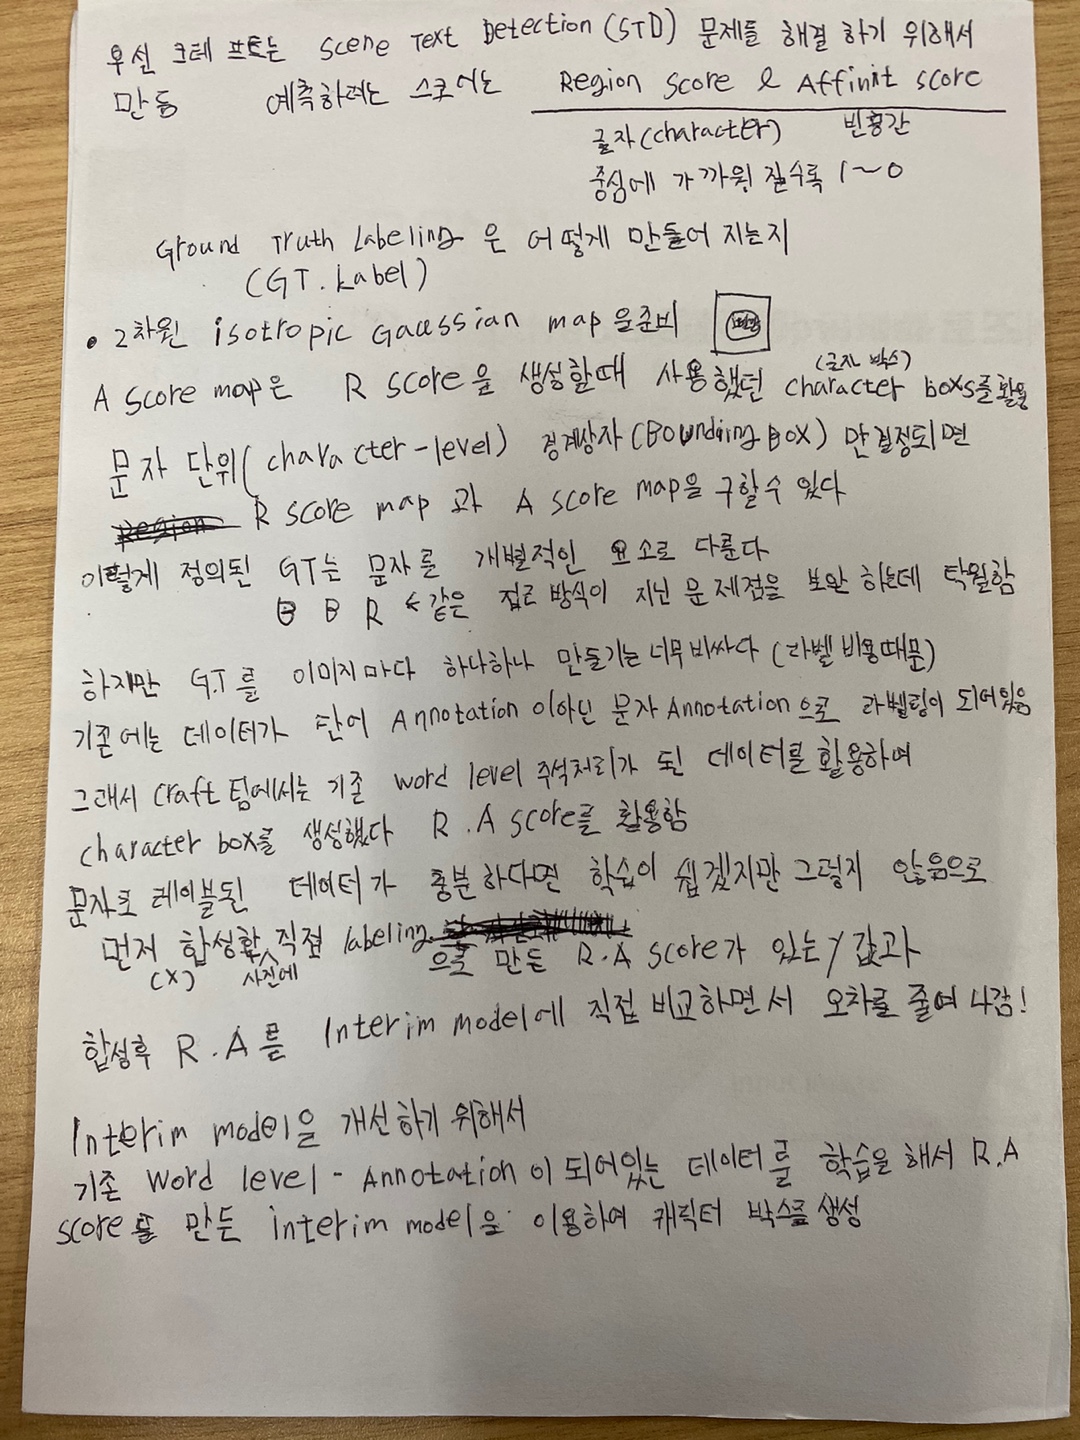 우선 크레프트는 Scene Text Detection (STD) 문제를 해결 하기 위해서
만듬 예측하려는 스코어는 Region Score & Affinit score
글자(character) 빈흥간
중심에 가까워 질수록 1~0
Ground Truth Labeling 은 어떻게 만들어 지는지
(GT. Label)
• 2차원 isotropic Gaussian map 을준비
(글자 박스)
A Score map은 R Score을 생성할때 사용했던 character boxs를 활용
문자 단위(character-level) 경계상자(Bounding Box) 만 결정되면
R score map 과 A score map을 구할수 있다
이렇게 정의된 GT는 문자를 개별적인 요소로 다룬다
B B R ← 같은 접근 방식이 지닌 문제점을 보완 하는데 탁월함
하지만 G.T를 이미지마다 하나하나 만들기는 너무 비싸다 (라벨 비용때문)
기존에는 데이터가 단어 Annotation 이아닌 문자 Annotation 으로 라벨링이 되어있음
그래서 craft 팀에서는 기존 word level 주석처리가 된 데이터를 활용하여
character box를 생성했다 R.A score를 활용함
문자로 레이블된 데이터가 충분하다면 학습이 쉽겠지만 그렇지 않음으로
먼저 합성할 직접 labeling
(X) 사진에 으로 만든 R.A score가 있는 y 값과
합성후 R.A를 Interim model에 직접 비교하면서 오차를 줄여 나감!
Interim model을 개선하기 위해서
기존 Word level - Annotation 이 되어있는 데이터를 학습을 해서 R.A
score를 만든 interim model을 이용하여 캐릭터 박스를 생성